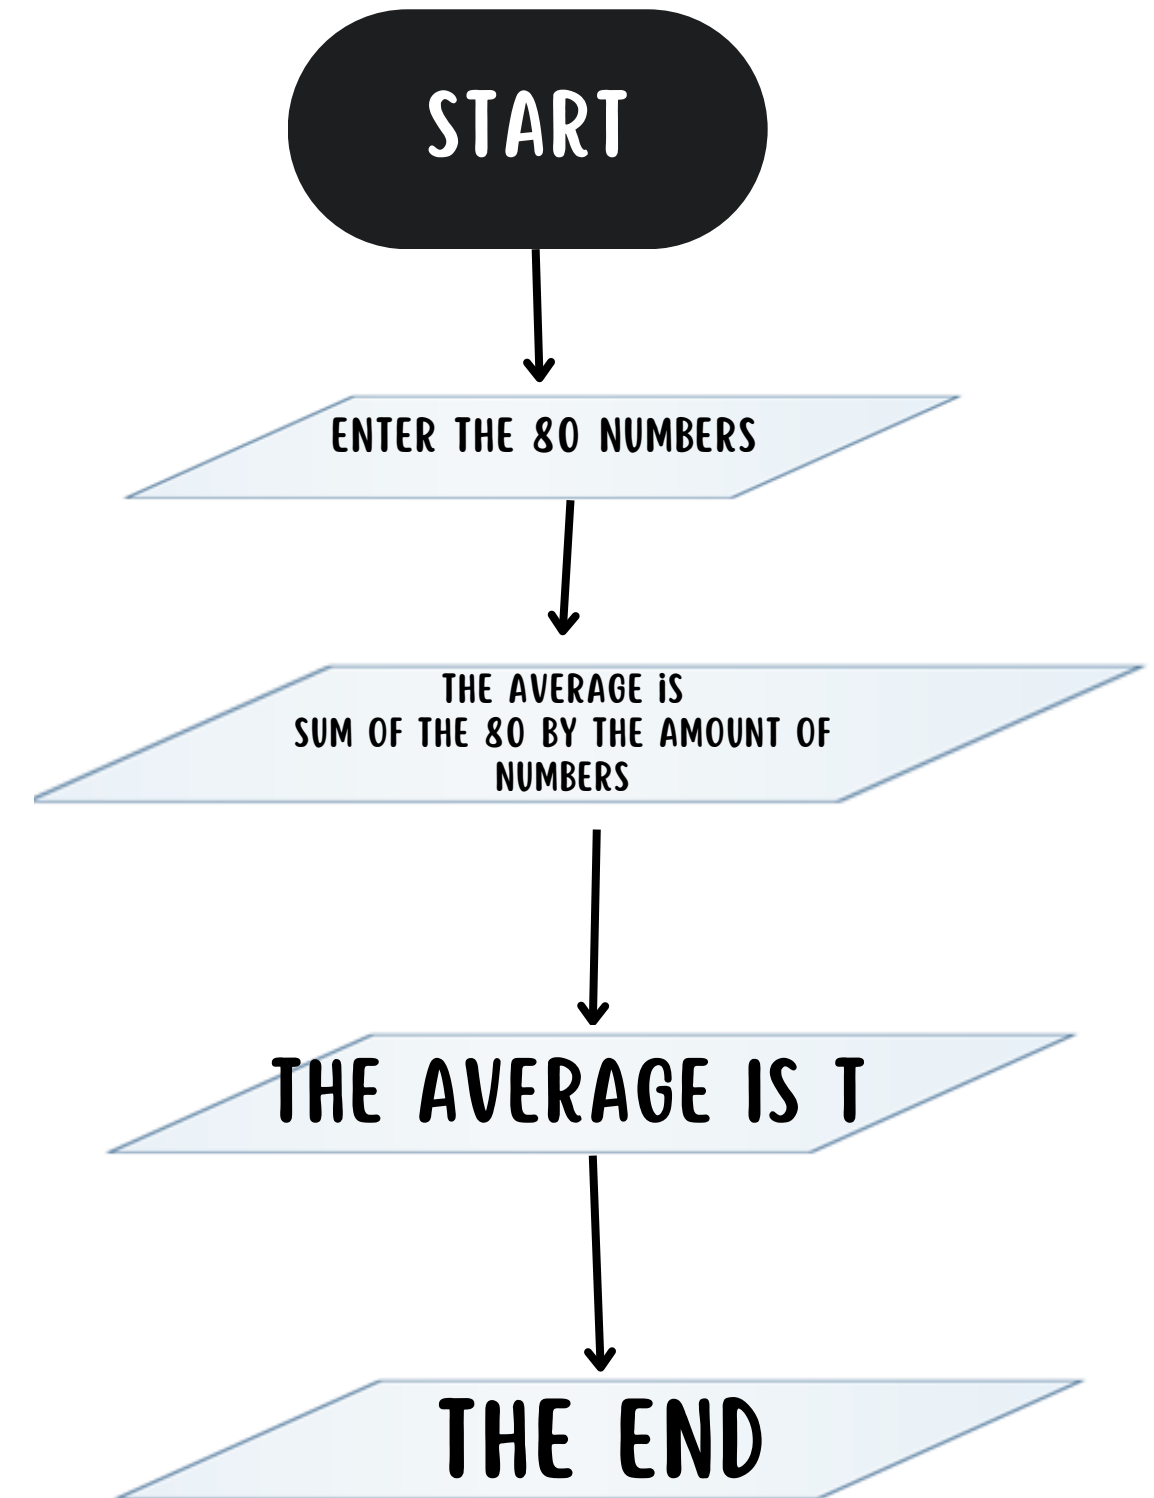 START
ENTER THE 80 NUMBERS
THE AVERAGE iS
SUM OF THE 80 BY THE AMOUNT OF
NUMBERS
THE AVERAGE IS T
THE END